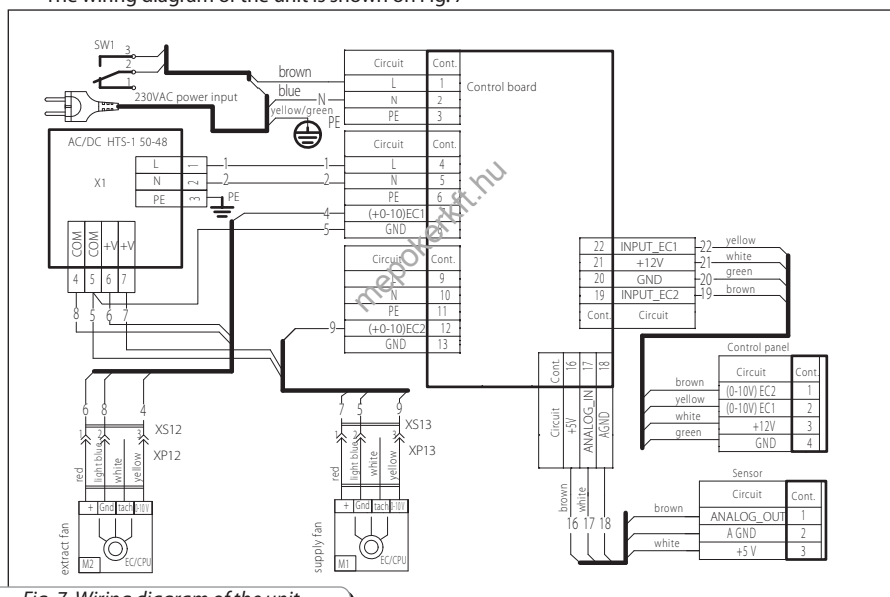 The wiring diagram of the unit is shown on Fig. 7
SW1
3
2
1
230VAC power input
brown
blue
N
yellow/green
PE
Circuit Cont.
L 1
N 2
PE 3
Control board
AC/DC HTS-1 50-48
X1
L 1
N 2
PE 3
1 1
2 2
PE
COM COM +V +V
4 5 6 7
8 5 6 7
Circuit Cont.
L 4
N 5
PE 6
4 (+0-10)EC1
5 GND 8
Circuit Cont.
9
N 10
PE 11
9 (+0-10)EC2 12
GND 13
mepokerkft.hu
22 INPUT_EC1 22 yellow
21 +12V 21 white
20 GND 20 green
19 INPUT_EC2 19 brown
Cont. Circuit
Control panel
Circuit Cont.
brown (0-10V) EC2 1
yellow (0-10V) EC1 2
white +12V 3
green GND 4
Cont. 16 17 18
Circuit +5V ANALOG_IN AGND
brown white
16 17 18
Sensor
Circuit Cont.
brown ANALOG_OUT 1
A GND 2
white +5 V 3
6 8 4
XS12
1 2 3
XP12
red light blue white yellow
+ Gnd tach 0-10 V
extract fan
M2 EC/CPU
7 5 9
XS13
1 2 3
XP13
red light blue white yellow
+ Gnd tach 0-10 V
supply fan
M1 EC/CPU
Fig. 7. Wiring diagram of the unit